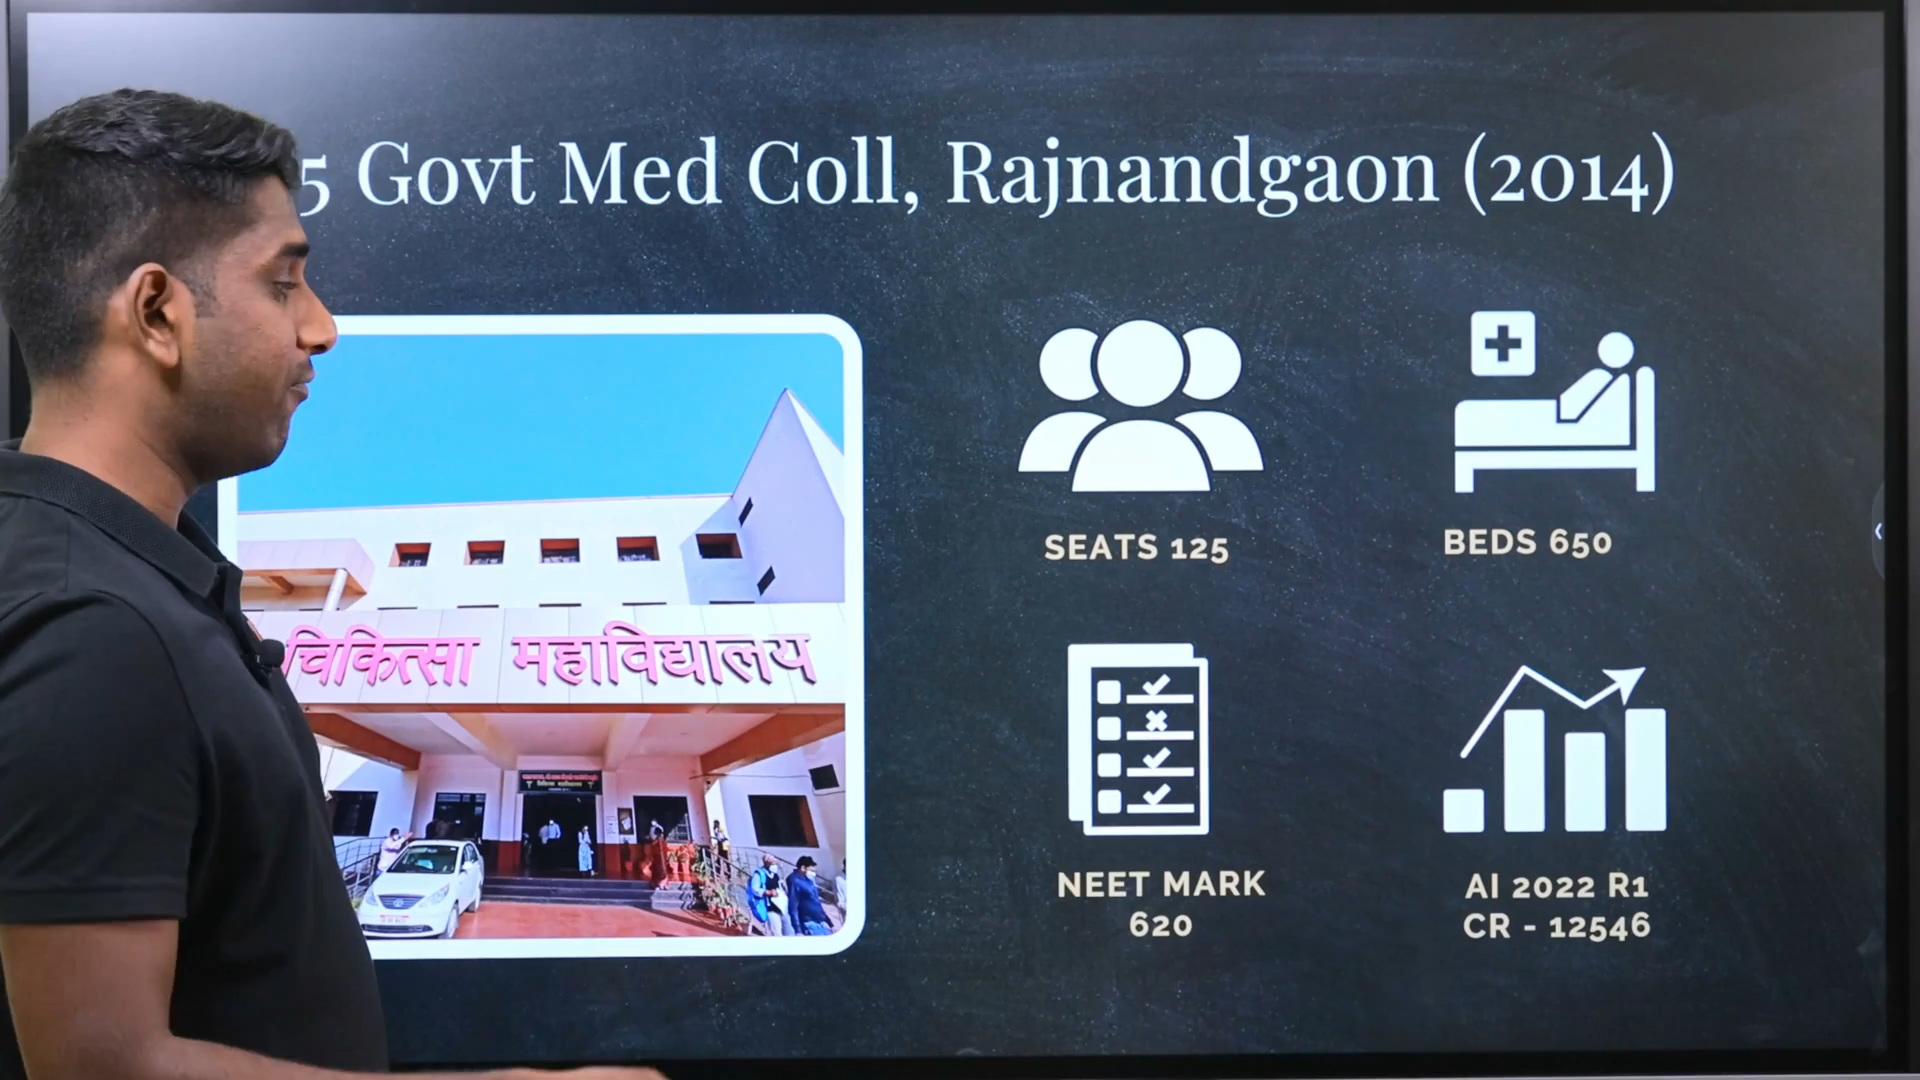 5 Govt Med Coll, Rajnandgaon (2014)
SEATS 125
BEDS 650
चिकित्सा महाविद्यालय
NEET MARK
620
AI 2022 R1
CR - 12546